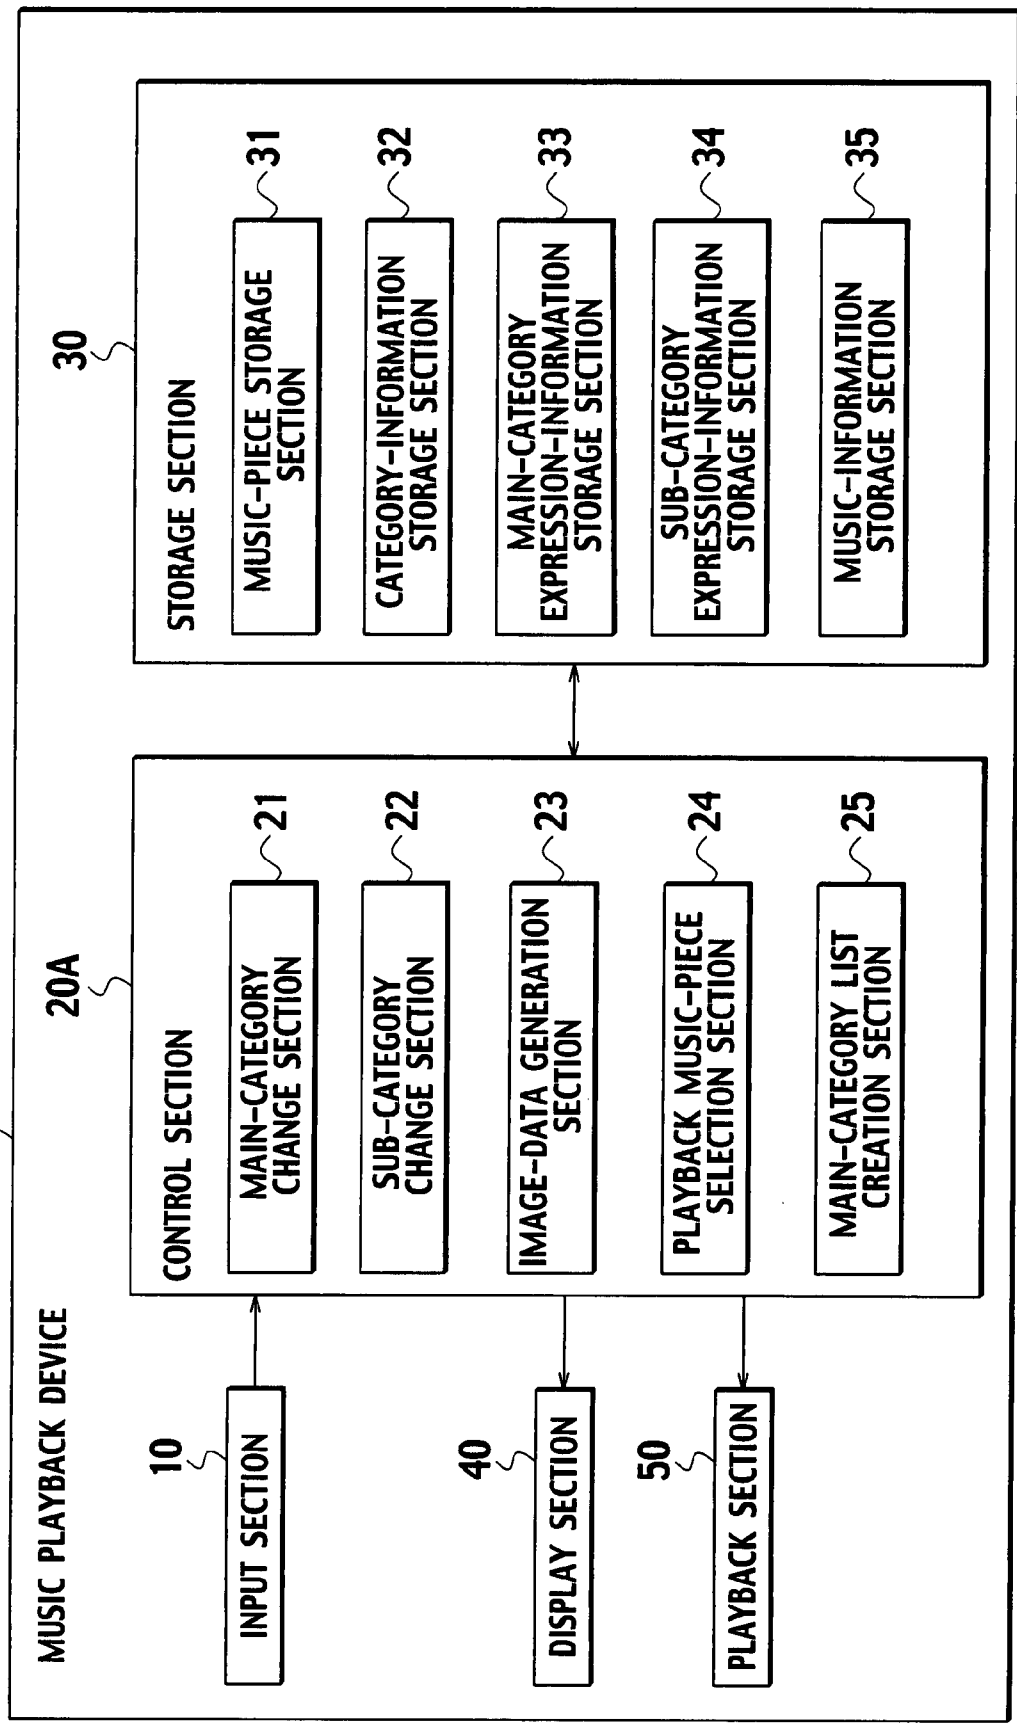 MUSIC PLAYBACK DEVICE
10
INPUT SECTION
40
DISPLAY SECTION
50
PLAYBACK SECTION
20A
CONTROL SECTION
21
MAIN-CATEGORY
CHANGE SECTION
22
SUB-CATEGORY
CHANGE SECTION
23
IMAGE-DATA GENERATION
SECTION
24
PLAYBACK MUSIC-PIECE
SELECTION SECTION
25
MAIN-CATEGORY LIST
CREATION SECTION
30
STORAGE SECTION
31
MUSIC-PIECE STORAGE
SECTION
32
CATEGORY-INFORMATION
STORAGE SECTION
33
MAIN-CATEGORY
EXPRESSION-INFORMATION
STORAGE SECTION
34
SUB-CATEGORY
EXPRESSION-INFORMATION
STORAGE SECTION
35
MUSIC-INFORMATION
STORAGE SECTION